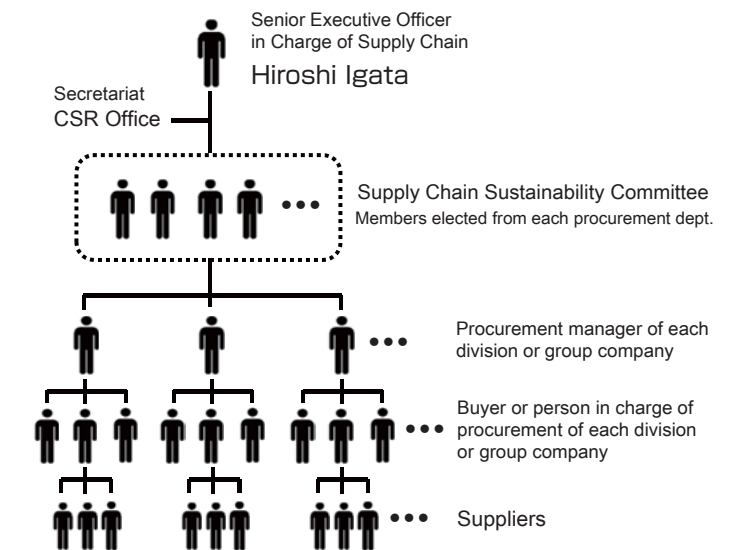 Senior Executive Officer
in Charge of Supply Chain
Hiroshi Igata
Secretariat
CSR Office
Supply Chain Sustainability Committee
Members elected from each procurement dept.
Procurement manager of each
division or group company
Buyer or person in charge of
procurement of each division
or group company
Suppliers